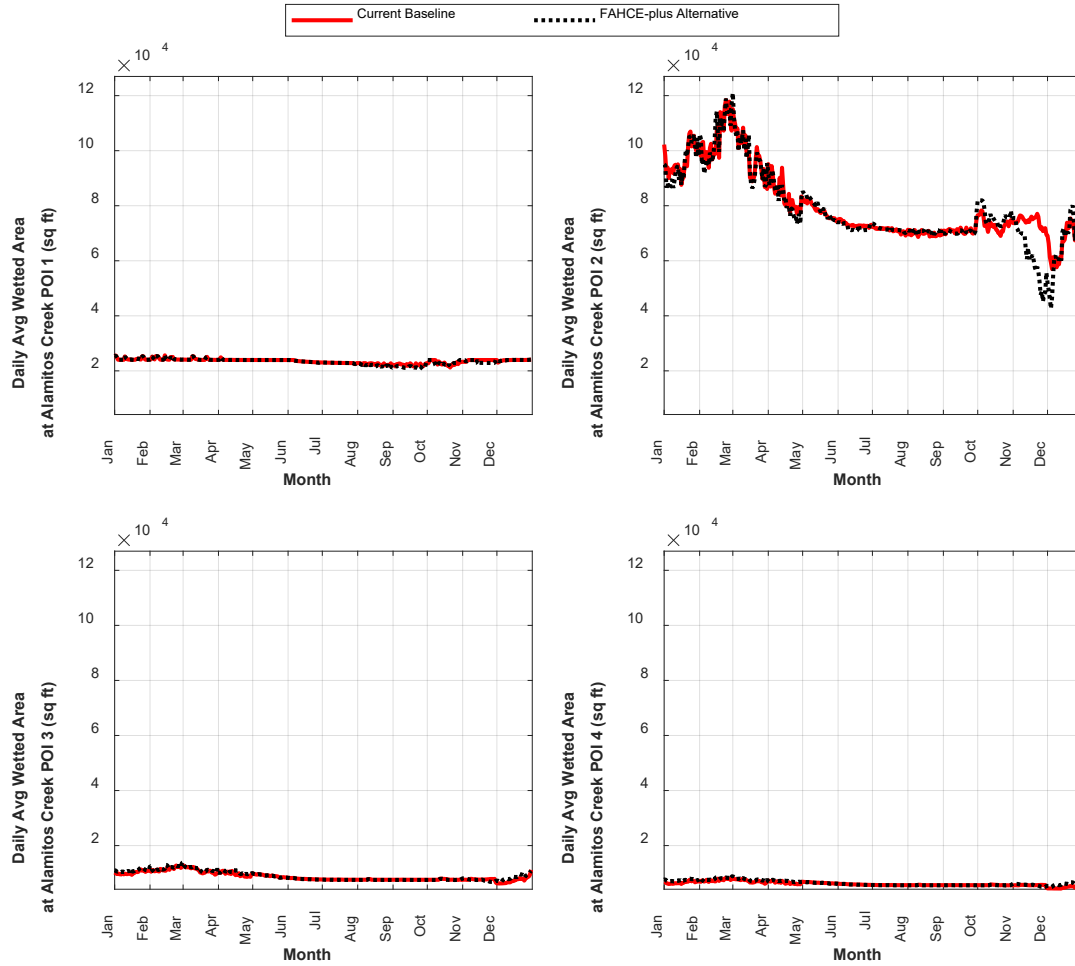 Current Baseline
FAHCE-plus Alternative
× 10 4
12
10
8
6
4
2
Daily Avg Wetted Area
at Alamitos Creek POI 1 (sq ft)
Jan
Feb
Mar
Apr
May
Jun
Jul
Aug
Sep
Oct
Nov
Dec
Month
× 10 4
12
10
8
6
4
2
Daily Avg Wetted Area
at Alamitos Creek POI 2 (sq ft)
Jan
Feb
Mar
Apr
May
Jun
Jul
Aug
Sep
Oct
Nov
Dec
Month
× 10 4
12
10
8
6
4
2
Daily Avg Wetted Area
at Alamitos Creek POI 3 (sq ft)
Jan
Feb
Mar
Apr
May
Jun
Jul
Aug
Sep
Oct
Nov
Dec
Month
× 10 4
12
10
8
6
4
2
Daily Avg Wetted Area
at Alamitos Creek POI 4 (sq ft)
Jan
Feb
Mar
Apr
May
Jun
Jul
Aug
Sep
Oct
Nov
Dec
Month